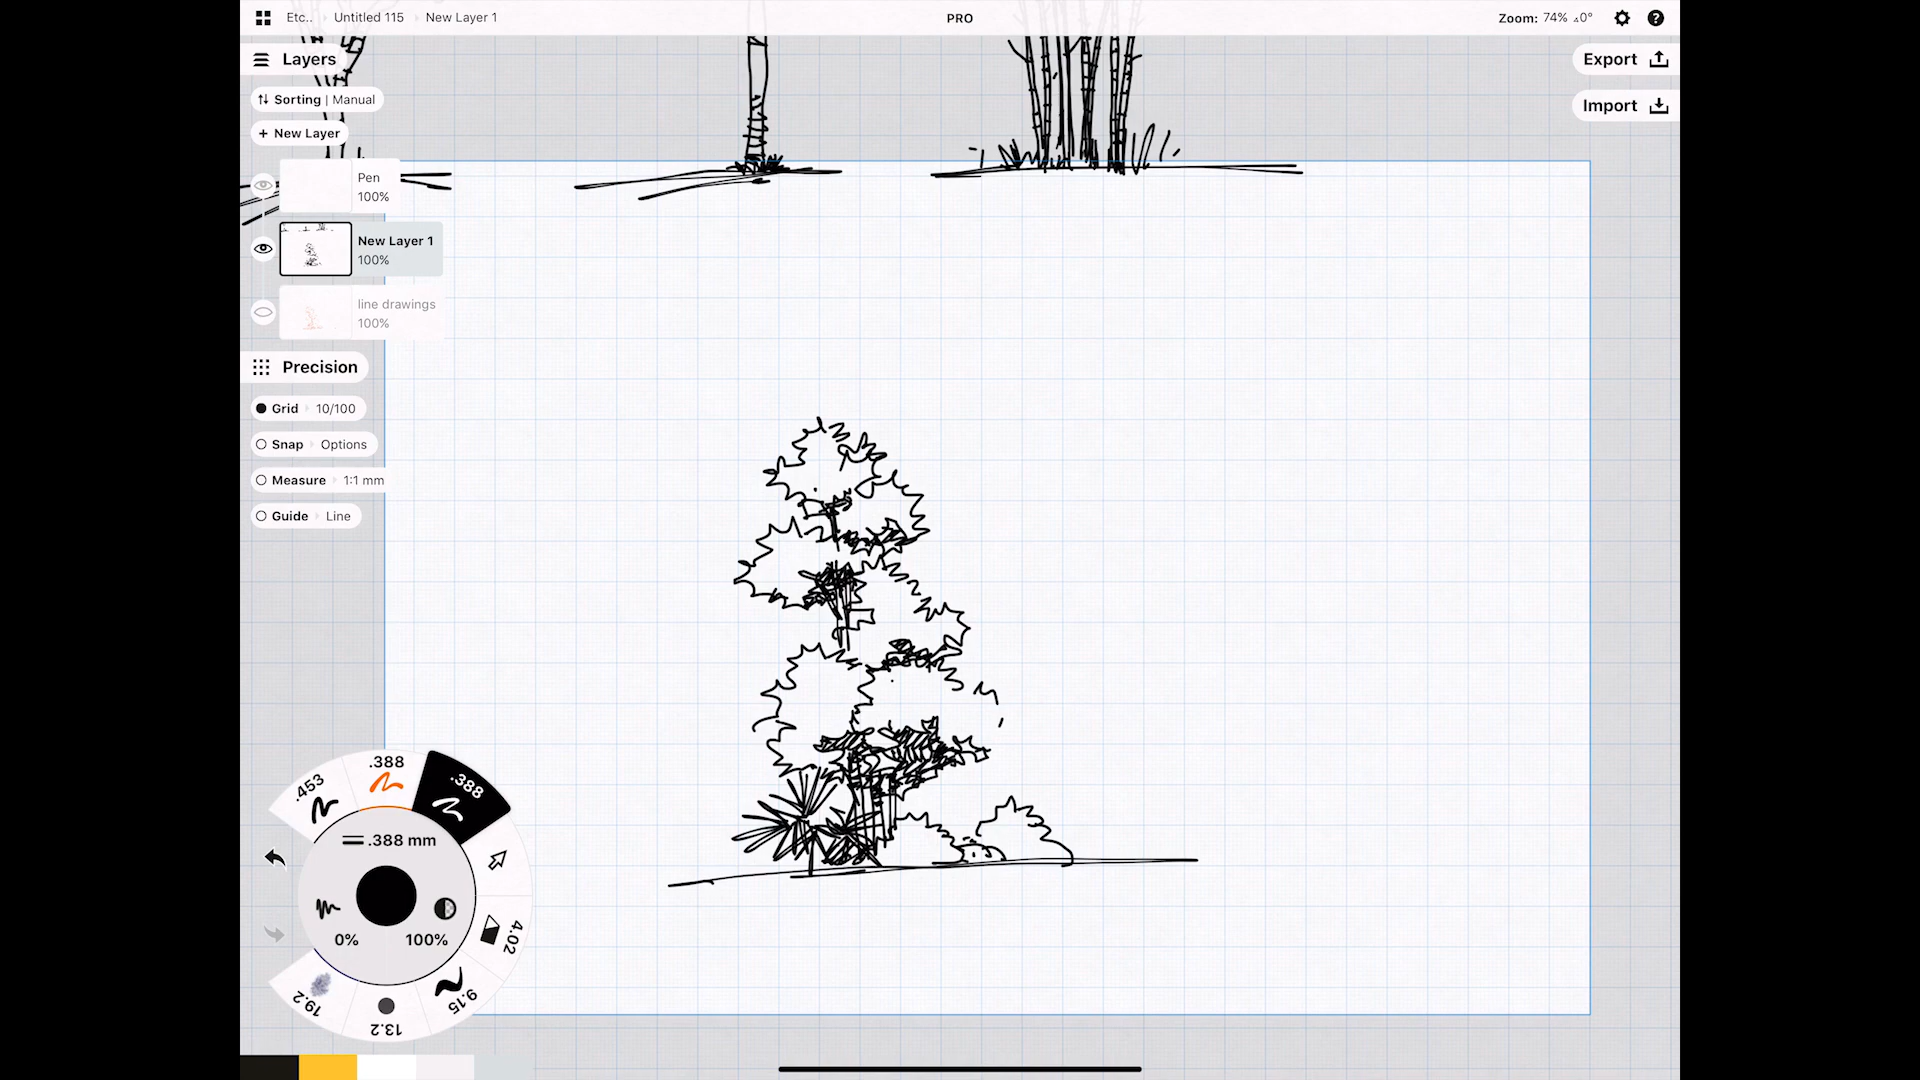 Etc.. Untitled 115 New Layer 1
PRO
Zoom: 74% ⦟0°
Layers
Export
Sorting | Manual
Import
+ New Layer
Pen
100%
New Layer 1
100%
line drawings
100%
Precision
Grid 10/100
Snap Options
Measure 1:1 mm
Guide Line
.453
.388
.388
.388 mm
0%
100%
4.02
9.15
13.2
19.2